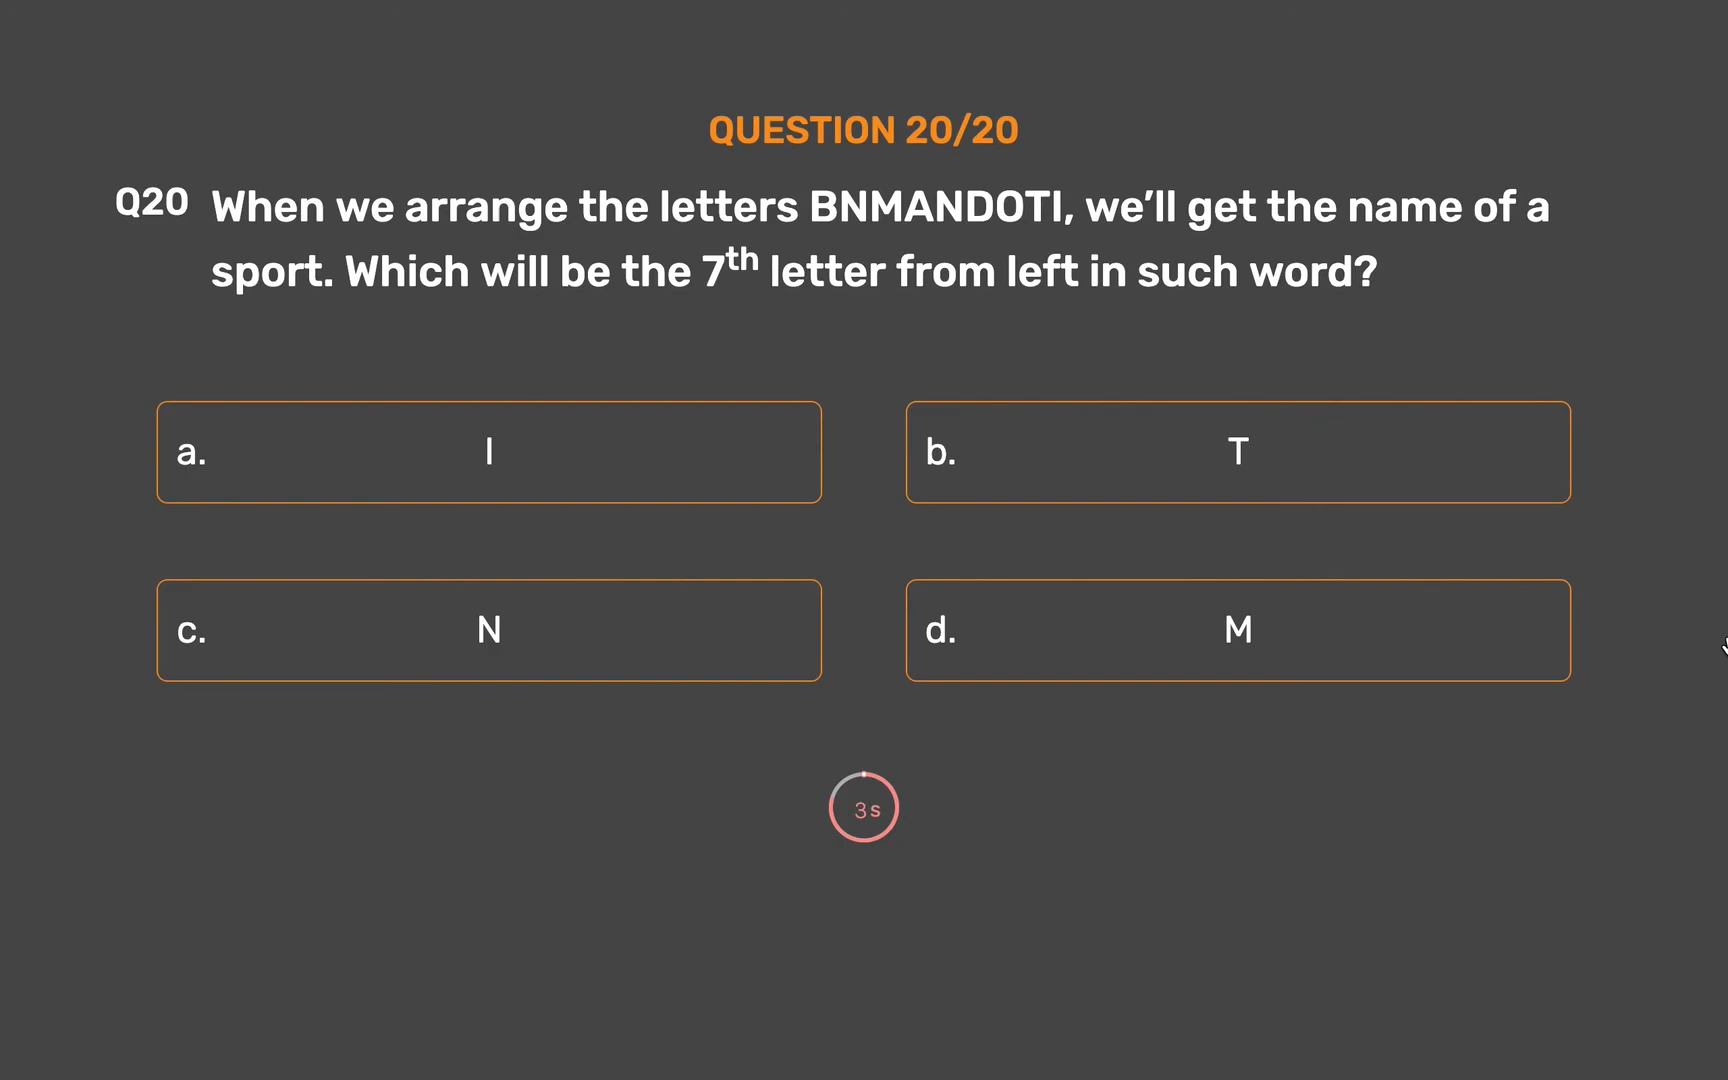 QUESTION 20/20
Q20 When we arrange the letters BNMANDOTI, we’ll get the name of a
sport. Which will be the 7th letter from left in such word?
a. I
b. T
c. N
d. M
3 s